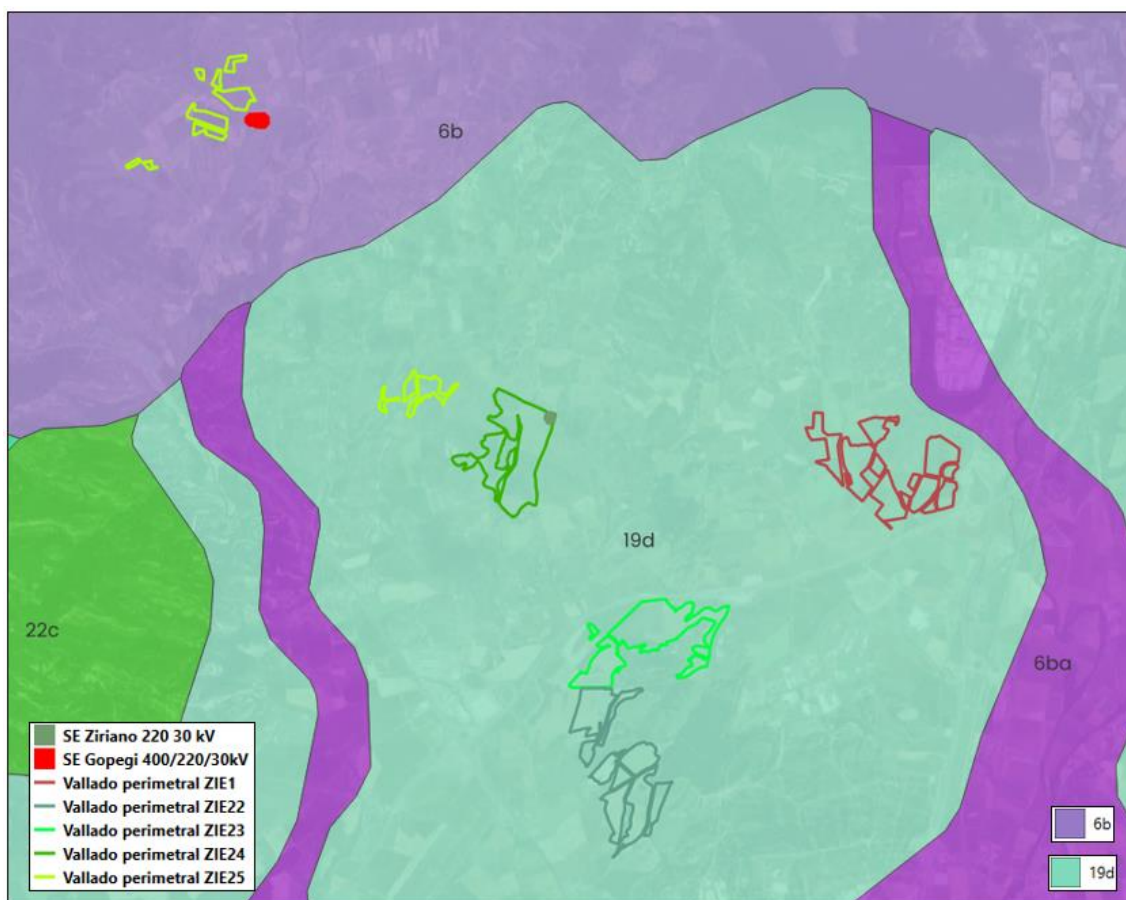 6b
19d
22c
6ba
SE Ziriano 220 30 kV
SE Gopegi 400/220/30kV
Vallado perimetral ZIE1
Vallado perimetral ZIE22
Vallado perimetral ZIE23
Vallado perimetral ZIE24
Vallado perimetral ZIE25
6b
19d